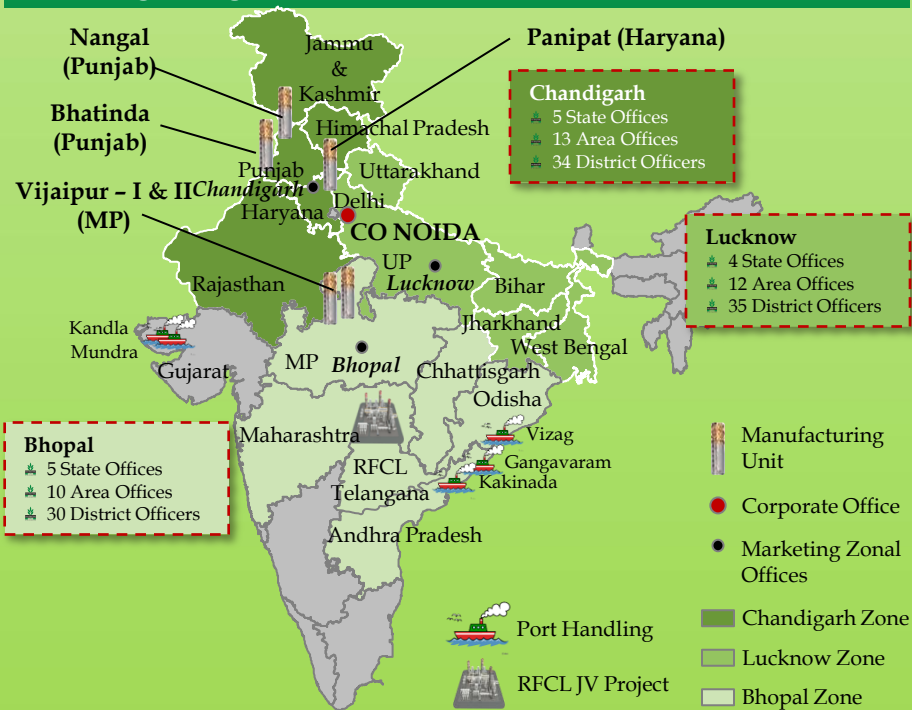 Nangal
(Punjab)
Panipat (Haryana)
Jammu
&
Kashmir
Bhatinda
(Punjab)
Himachal Pradesh
Chandigarh
5 State Offices
13 Area Offices
34 District Officers
Punjab
Uttarakhand
Vijaipur – I & II
(MP)
Chandigarh
Haryana
Delhi
CO NOIDA
UP
Lucknow
Rajasthan
Bihar
Lucknow
4 State Offices
12 Area Offices
35 District Officers
Jharkhand
West Bengal
Kandla
Mundra
Gujarat
MP
Bhopal
Chhattisgarh
Odisha
Maharashtra
Vizag
Gangavaram
Kakinada
RFCL
Telangana
Andhra Pradesh
Bhopal
5 State Offices
10 Area Offices
30 District Officers
Manufacturing
Unit
Corporate Office
Marketing Zonal
Offices
Port Handling
RFCL JV Project
Chandigarh Zone
Lucknow Zone
Bhopal Zone